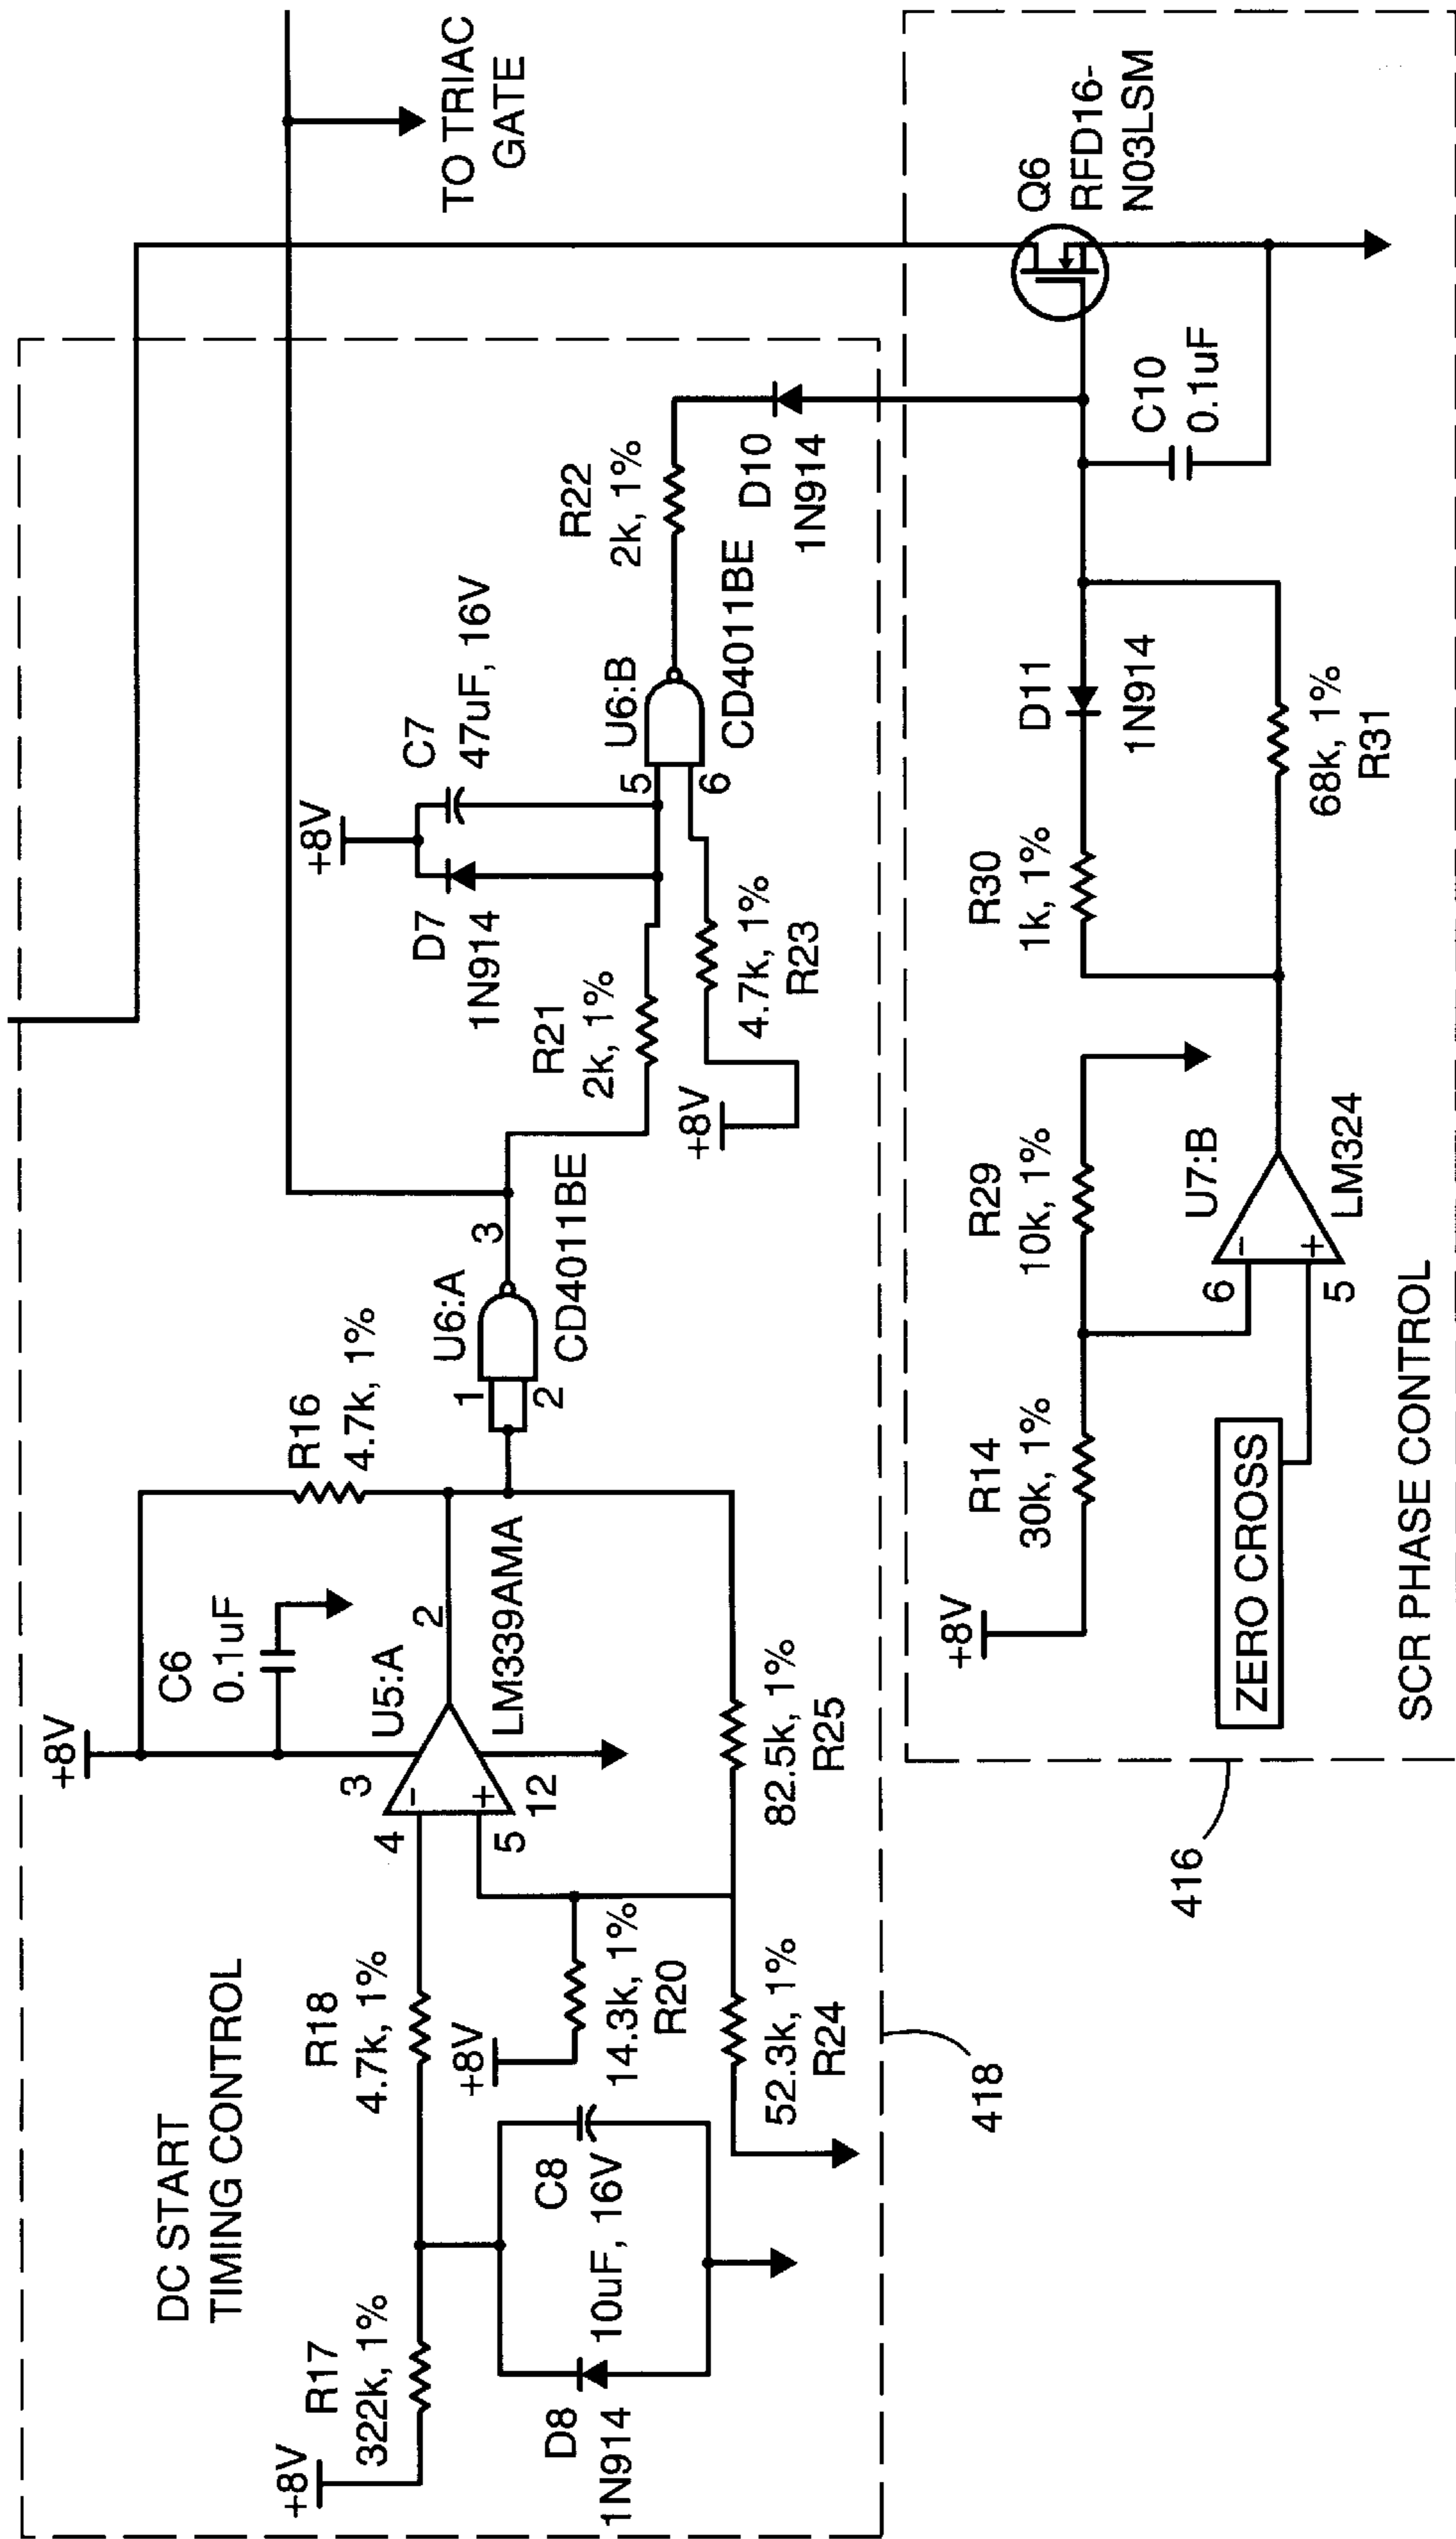 TO TRIAC
GATE
DC START
TIMING CONTROL
+8V
R17
322k, 1%
D8
1N914
C8
10uF, 16V
R18
4.7k, 1%
+8V
14.3k, 1%
R20
52.3k, 1%
R24
82.5k, 1%
R25
+8V
C6
0.1uF
U5:A
LM339AMA
3
4
5
12
2
-
+
R16
4.7k, 1%
U6:A
CD4011BE
1
2
3
R21
2k, 1%
+8V
4.7k, 1%
R23
+8V
D7
1N914
C7
47uF, 16V
U6:B
CD4011BE
5
6
R22
2k, 1%
D10
1N914
418
416
SCR PHASE CONTROL
ZERO CROSS
+8V
R14
30k, 1%
R29
10k, 1%
U7:B
LM324
6
5
-
+
R30
1k, 1%
D11
1N914
68k, 1%
R31
C10
0.1uF
Q6
RFD16-
N03LSM